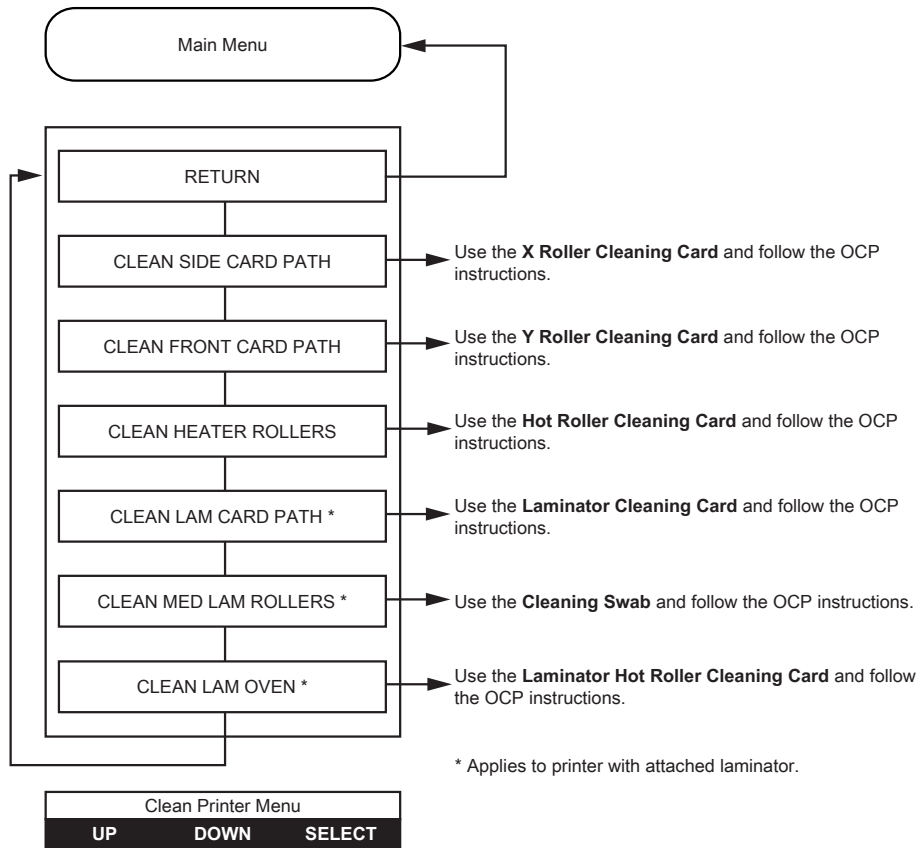 Main Menu
RETURN
CLEAN SIDE CARD PATH
Use the X Roller Cleaning Card and follow the OCP
instructions.
CLEAN FRONT CARD PATH
Use the Y Roller Cleaning Card and follow the OCP
instructions.
CLEAN HEATER ROLLERS
Use the Hot Roller Cleaning Card and follow the OCP
instructions.
CLEAN LAM CARD PATH *
Use the Laminator Cleaning Card and follow the OCP
instructions.
CLEAN MED LAM ROLLERS *
Use the Cleaning Swab and follow the OCP instructions.
CLEAN LAM OVEN *
Use the Laminator Hot Roller Cleaning Card and follow
the OCP instructions.
* Applies to printer with attached laminator.
Clean Printer Menu
UP DOWN SELECT